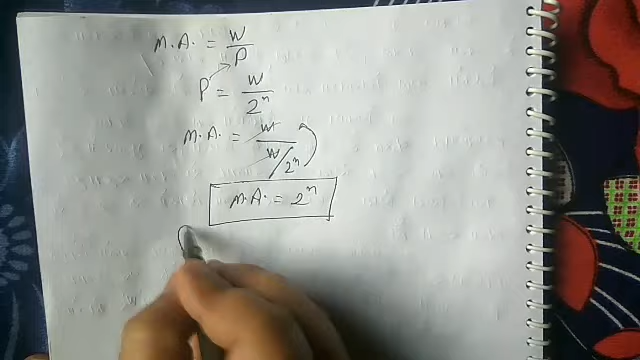 M.A. = W/P
P = W/2ⁿ
M.A. = W/W/2ⁿ
M.A. = 2ⁿ